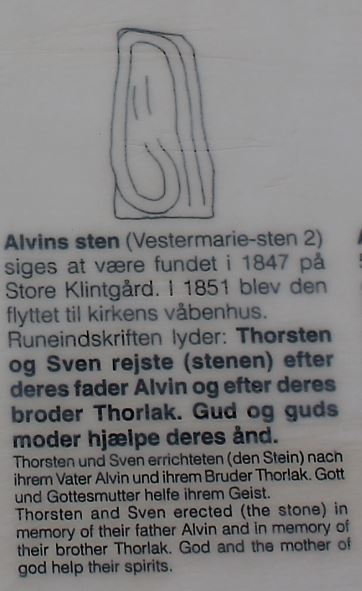 Alvins sten (Vestermarie-sten 2)
siges at være fundet i 1847 på
Store Klintgård. I 1851 blev den
flyttet til kirkens våbenhus.
Runeindskriften lyder: Thorsten
og Sven rejste (stenen) efter
deres fader Alvin og efter deres
broder Thorlak. Gud og guds
moder hjælpe deres ånd.
Thorsten und Sven errichteten (den Stein) nach
ihrem Vater Alvin und ihrem Bruder Thorlak. Gott
und Gottesmutter helfe ihrem Geist.
Thorsten and Sven erected (the stone) in
memory of their father Alvin and in memory of
their brother Thorlak. God and the mother of
god help their spirits.